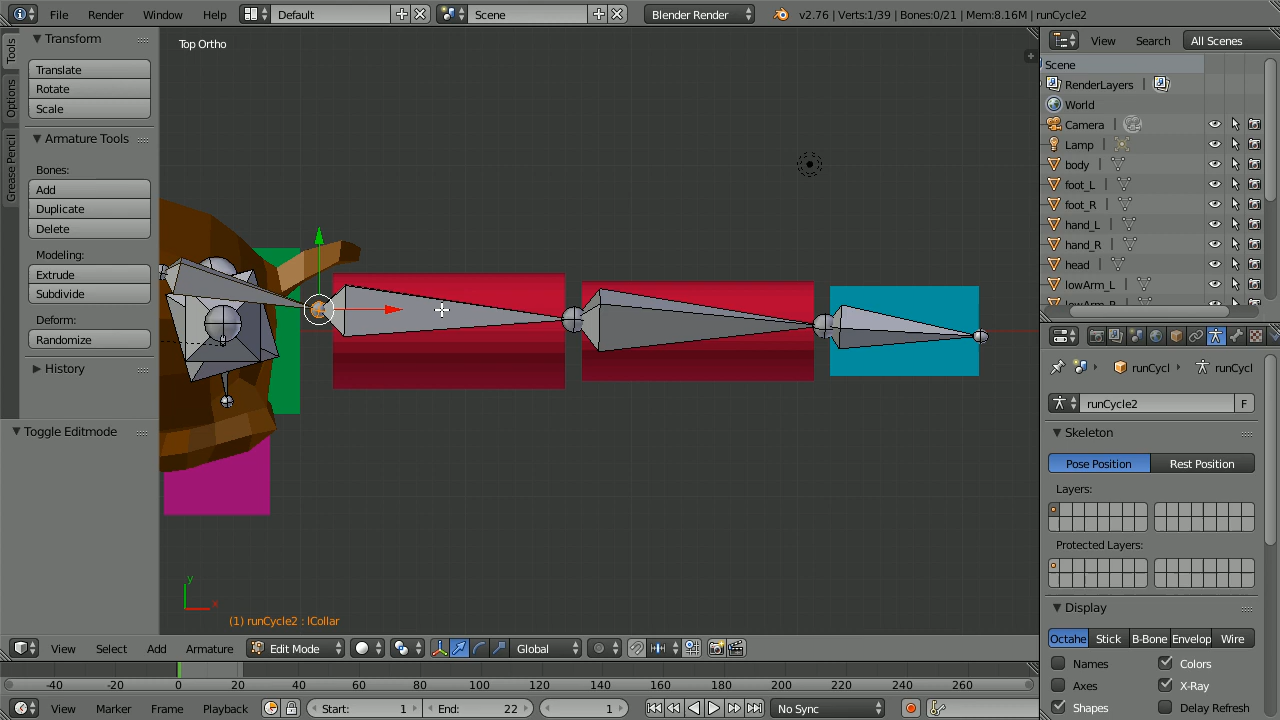 File Render Window Help Default Scene Blender Render v2.76 | Verts:1/39 | Bones:0/21 | Mem:8.16M | runCycle2
Tools
Options
Grease Pencil
Transform
Translate
Rotate
Scale
Armature Tools
Bones:
Add
Duplicate
Delete
Modeling:
Extrude
Subdivide
Deform:
Randomize
History
Toggle Editmode
Top Ortho
y
x
(1) runCycle2 : lCollar
View Search All Scenes
Scene
RenderLayers
World
Camera
Lamp
body
foot_L
foot_R
hand_L
hand_R
head
lowerArm_L
runCycl runCycl
runCycle2 F
Skeleton
Pose Position Rest Position
Layers:
Protected Layers:
Display
Octahe Stick B-Bone Envelop Wire
Names Colors
Axes X-Ray
Shapes Delay Refresh
View Select Add Armature Edit Mode Global
-40 -20 0 20 40 60 80 100 120 140 160 180 200 220 240 260
View Marker Frame Playback Start: 1 End: 22 1 No Sync